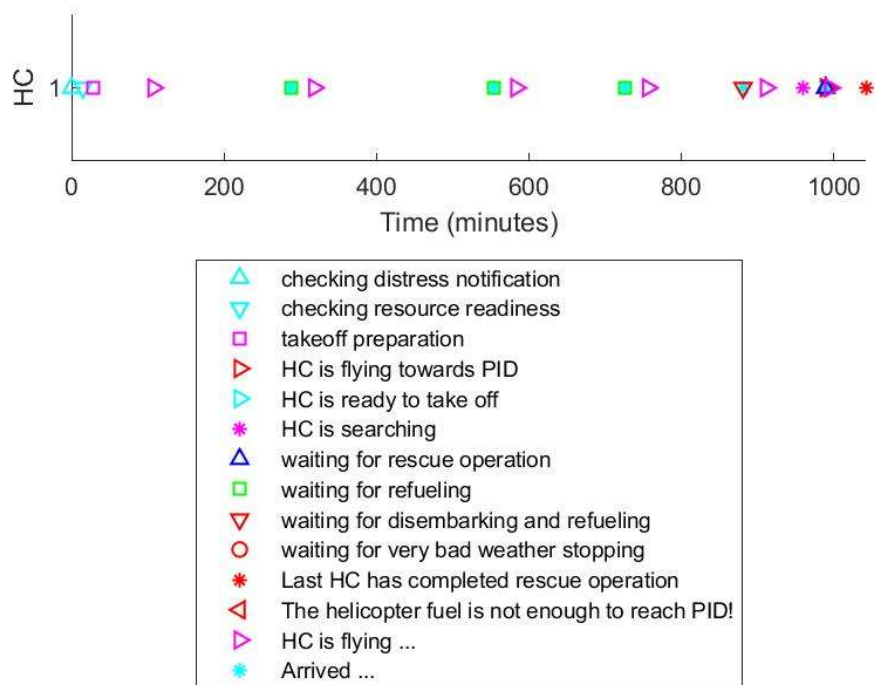 HC
1
0 200 400 600 800 1000
Time (minutes)
checking distress notification
checking resource readiness
takeoff preparation
HC is flying towards PID
HC is ready to take off
HC is searching
waiting for rescue operation
waiting for refueling
waiting for disembarking and refueling
waiting for very bad weather stopping
Last HC has completed rescue operation
The helicopter fuel is not enough to reach PID!
HC is flying ...
Arrived ...